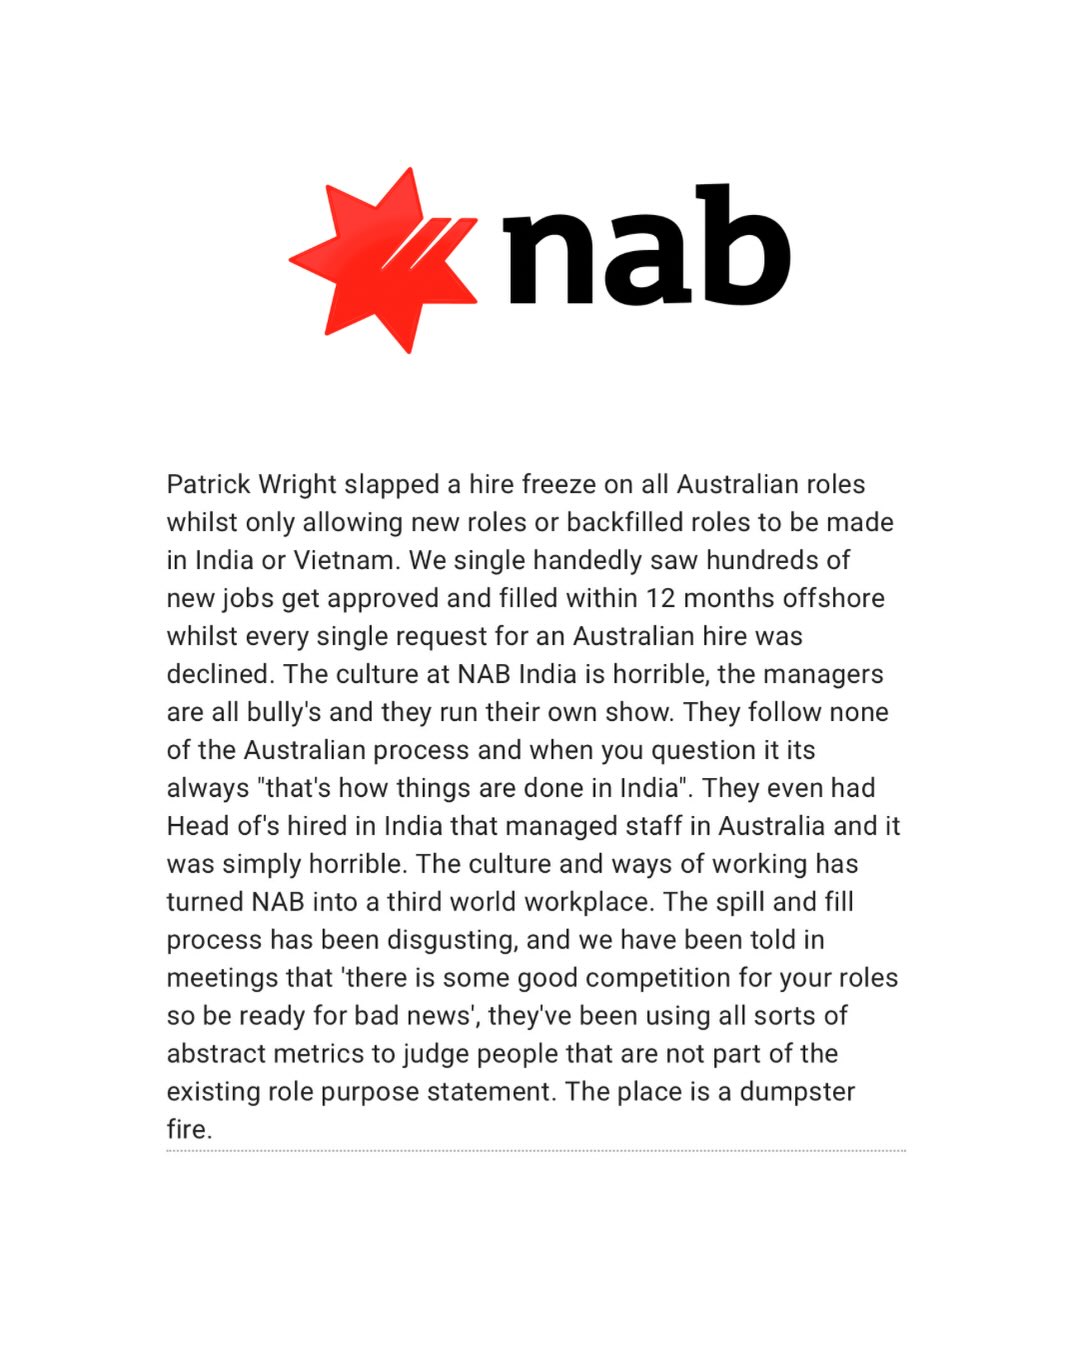 nab
Patrick Wright slapped a hire freeze on all Australian roles
whilst only allowing new roles or backfilled roles to be made
in India or Vietnam. We single handedly saw hundreds of
new jobs get approved and filled within 12 months offshore
whilst every single request for an Australian hire was
declined. The culture at NAB India is horrible, the managers
are all bully's and they run their own show. They follow none
of the Australian process and when you question it its
always "that's how things are done in India". They even had
Head of's hired in India that managed staff in Australia and it
was simply horrible. The culture and ways of working has
turned NAB into a third world workplace. The spill and fill
process has been disgusting, and we have been told in
meetings that 'there is some good competition for your roles
so be ready for bad news', they've been using all sorts of
abstract metrics to judge people that are not part of the
existing role purpose statement. The place is a dumpster
fire.